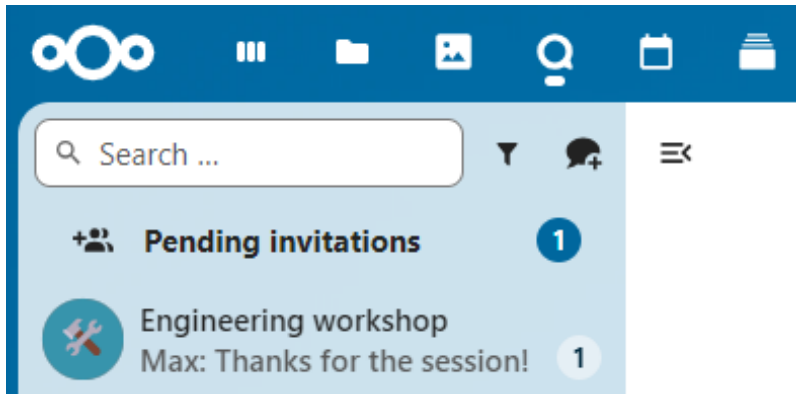 Search ...
Pending invitations 1
Engineering workshop
Max: Thanks for the session! 1